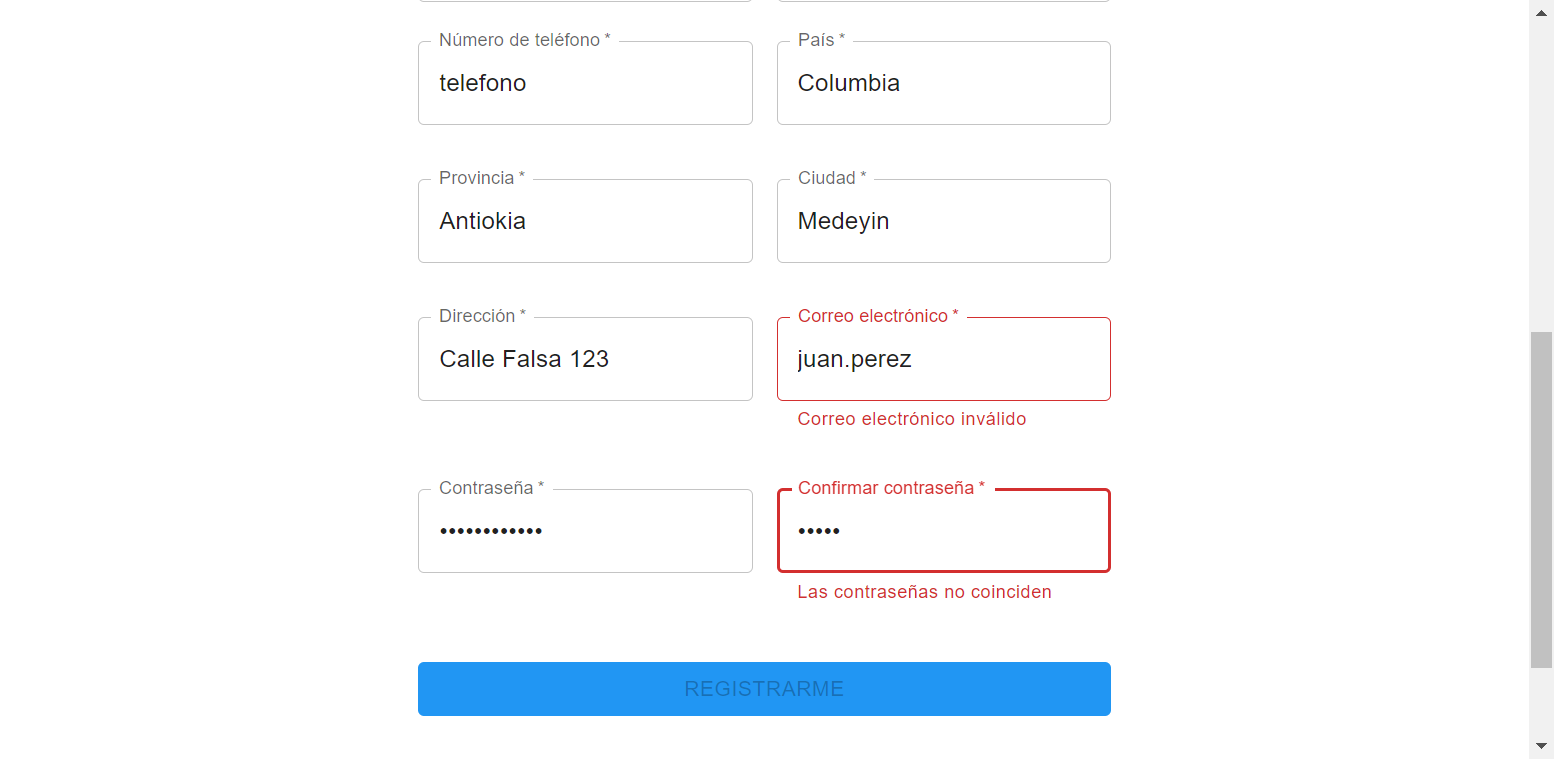 Número de teléfono *
telefono
País *
Columbia
Provincia *
Antiokia
Ciudad *
Medeyin
Dirección *
Calle Falsa 123
Correo electrónico *
juan.perez
Correo electrónico inválido
Contraseña *
••••••••••••
Confirmar contraseña *
•••••
Las contraseñas no coinciden
REGISTRARME